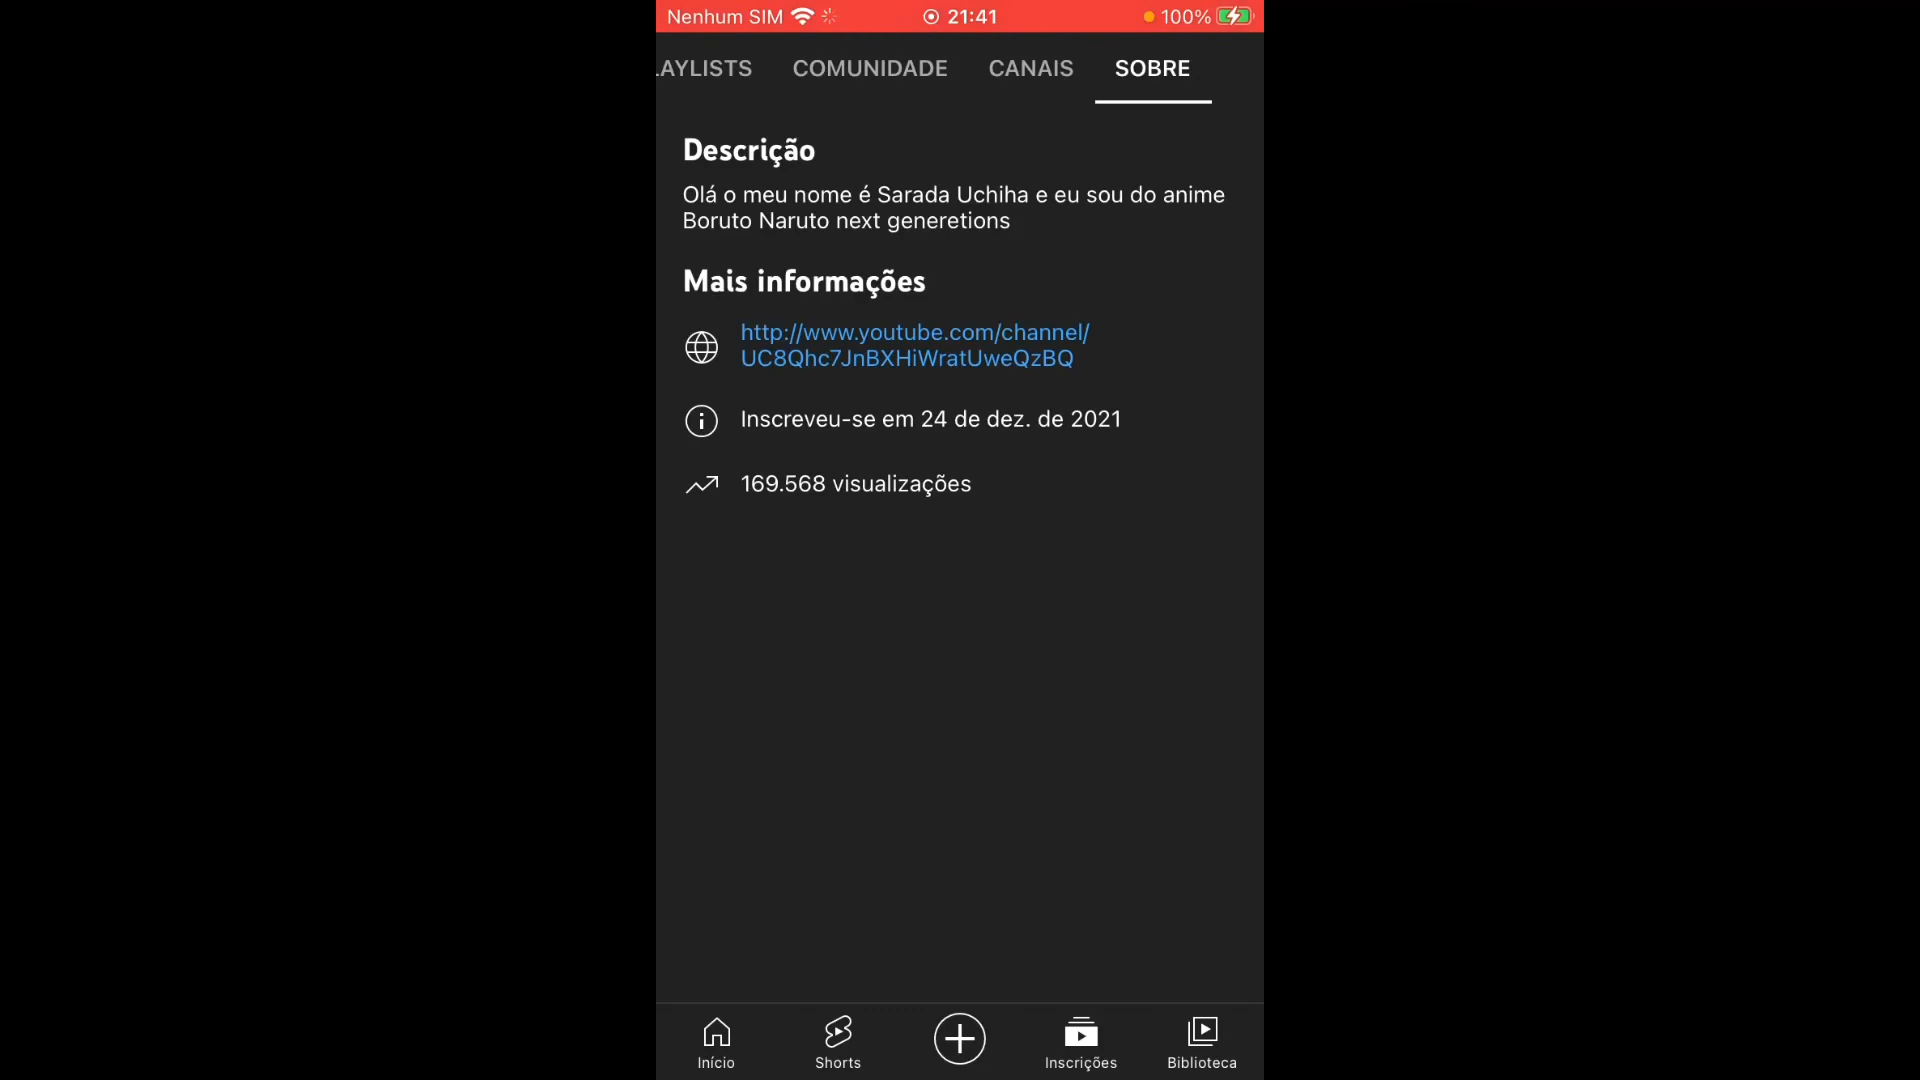 Nenhum SIM 21:41 100%
LAYLISTS COMUNIDADE CANAIS SOBRE
Descrição
Olá o meu nome é Sarada Uchiha e eu sou do anime
Boruto Naruto next generetions
Mais informações
http://www.youtube.com/channel/
UC8Qhc7JnBXHiWratUweQzBQ
Inscreveu-se em 24 de dez. de 2021
169.568 visualizações
Início Shorts Inscrições Biblioteca